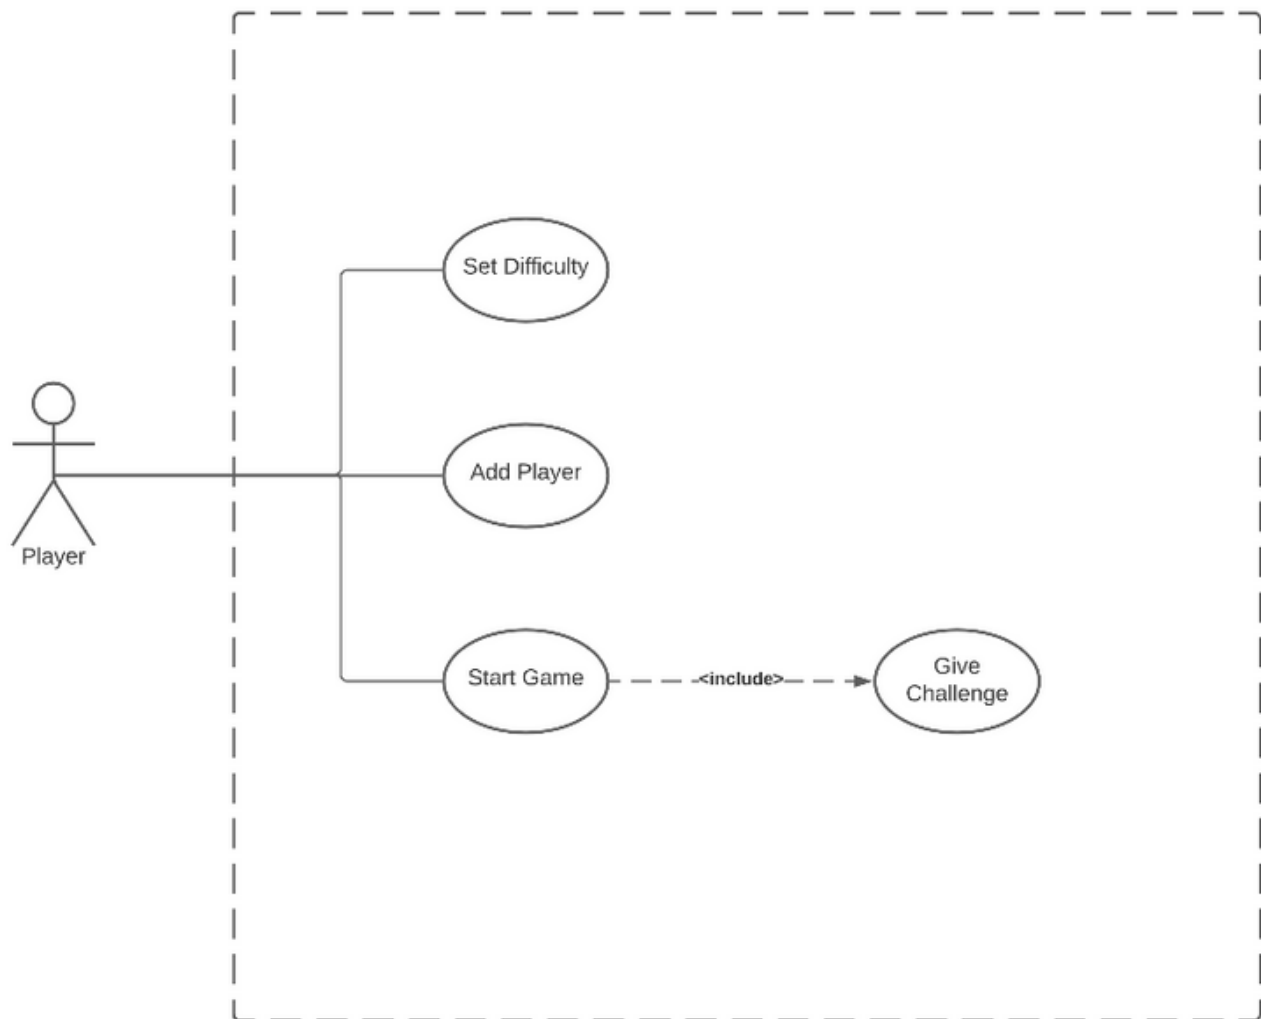 Set Difficulty
Add Player
Player
Start Game
<include>
Give
Challenge